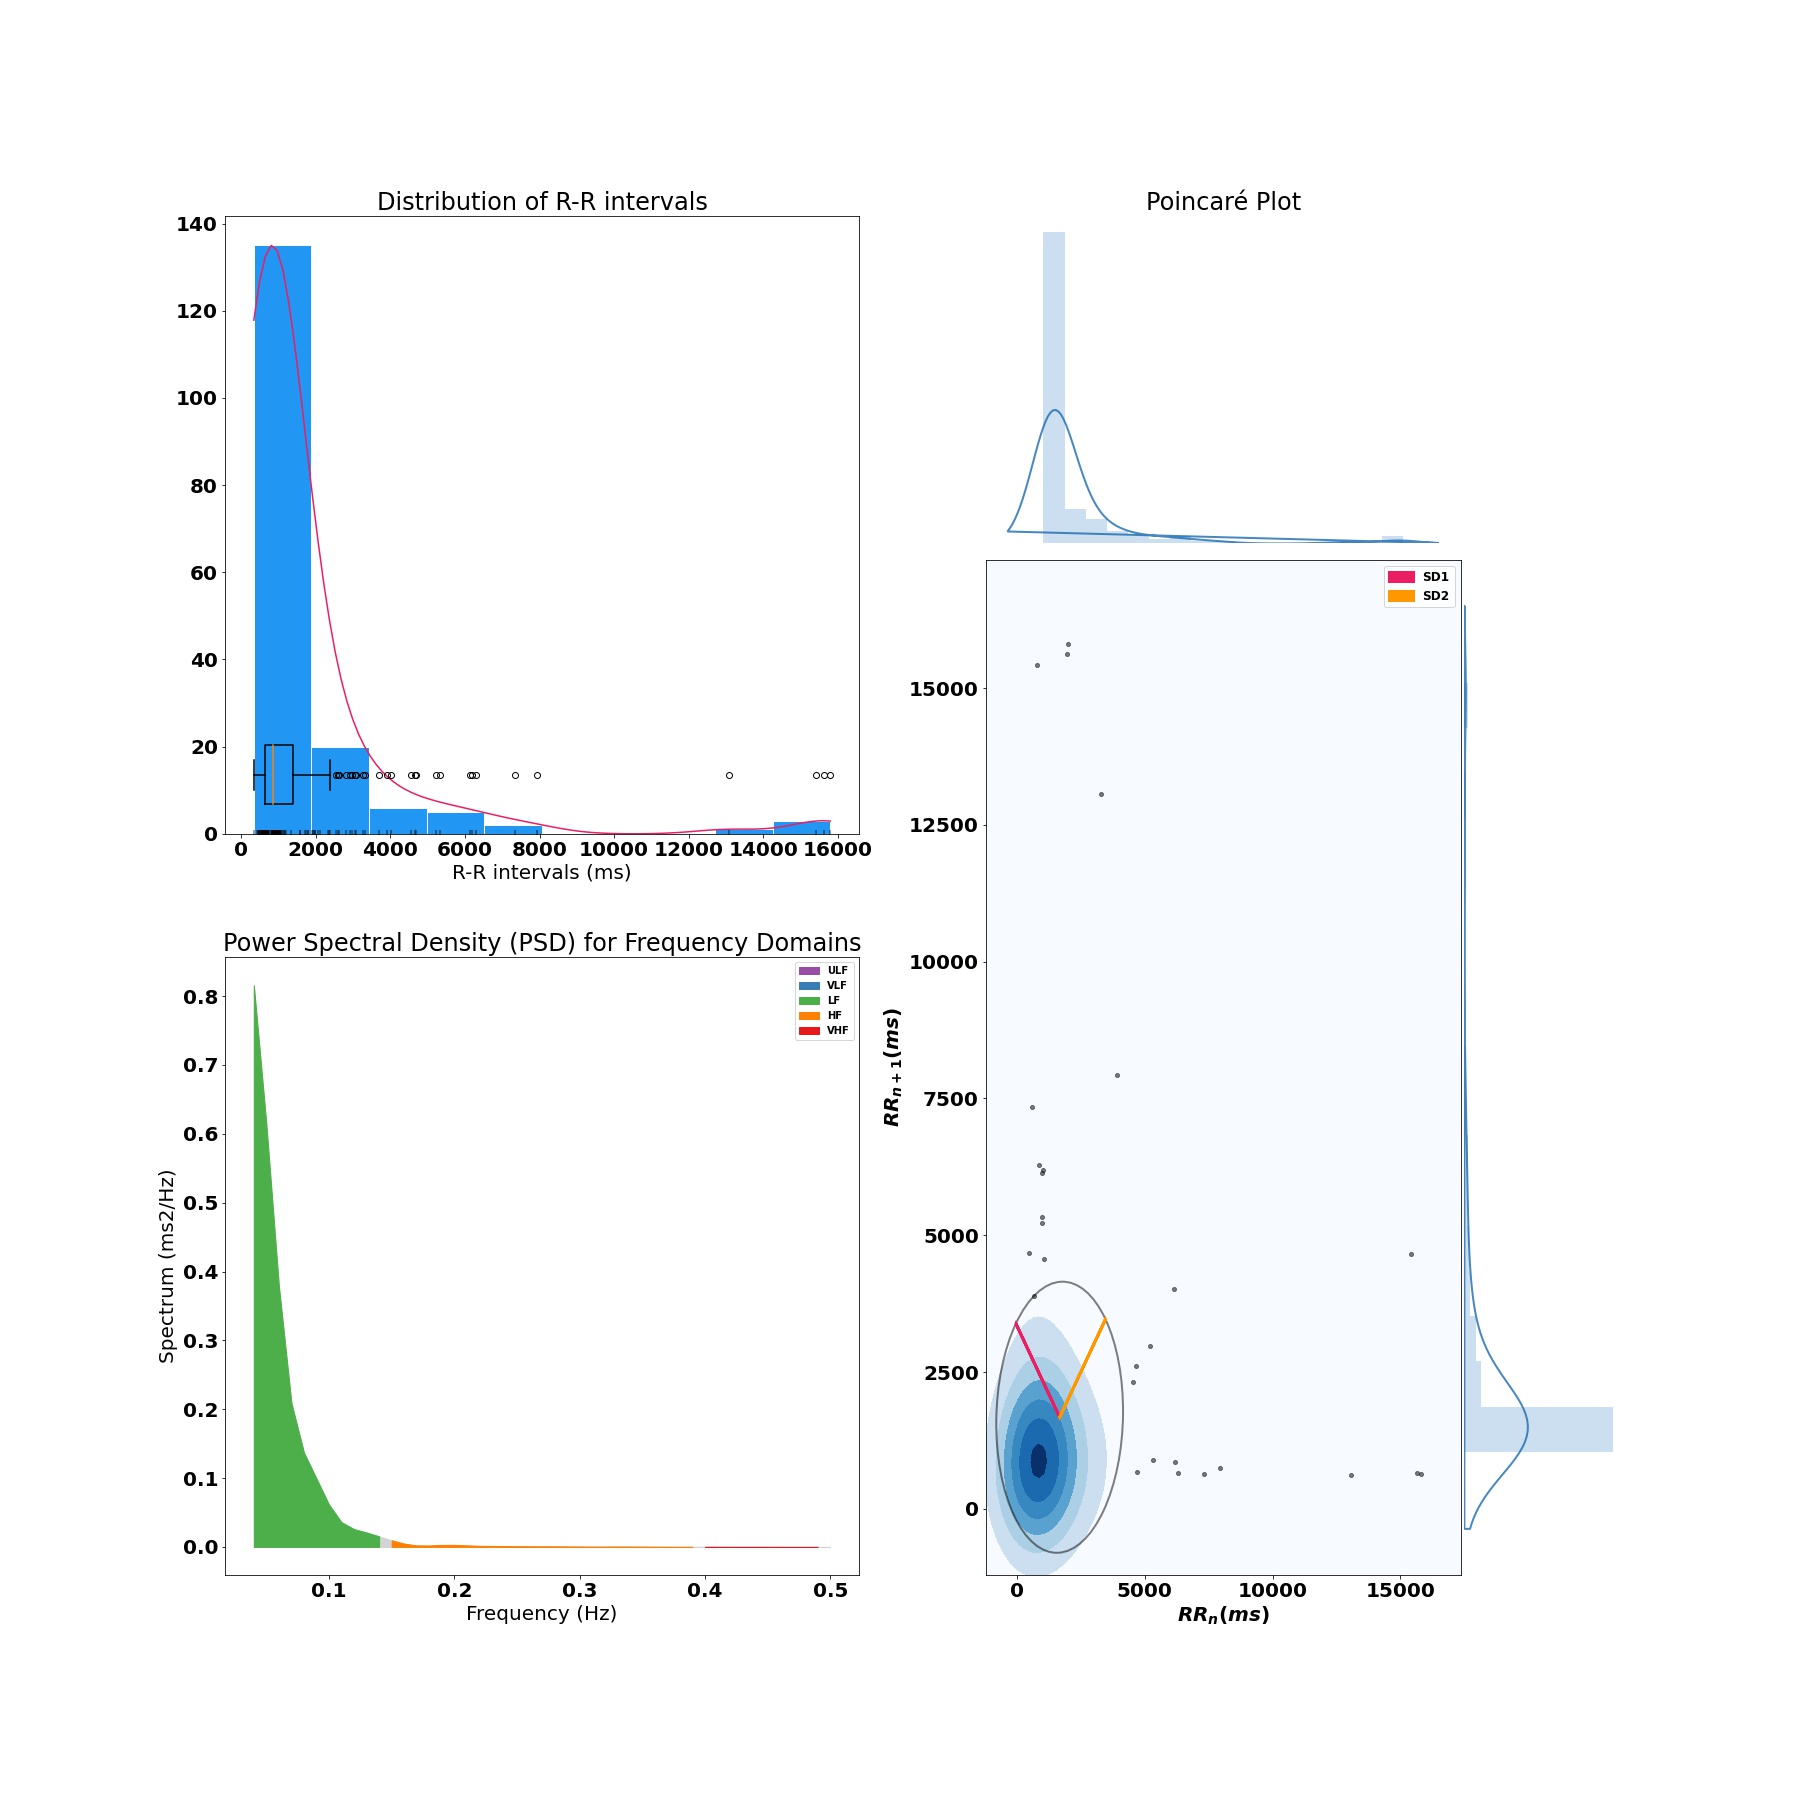 Distribution of R-R intervals
140
120
100
80
60
40
20
0
0 2000 4000 6000 8000 10000 12000 14000 16000
R-R intervals (ms)
Poincaré Plot
SD1
SD2
15000
12500
10000
7500
5000
2500
0
RRn+1(ms)
0 5000 10000 15000
RRn(ms)
Power Spectral Density (PSD) for Frequency Domains
ULF
VLF
LF
HF
VHF
0.8
0.7
0.6
0.5
0.4
0.3
0.2
0.1
0.0
Spectrum (ms2/Hz)
0.1 0.2 0.3 0.4 0.5
Frequency (Hz)